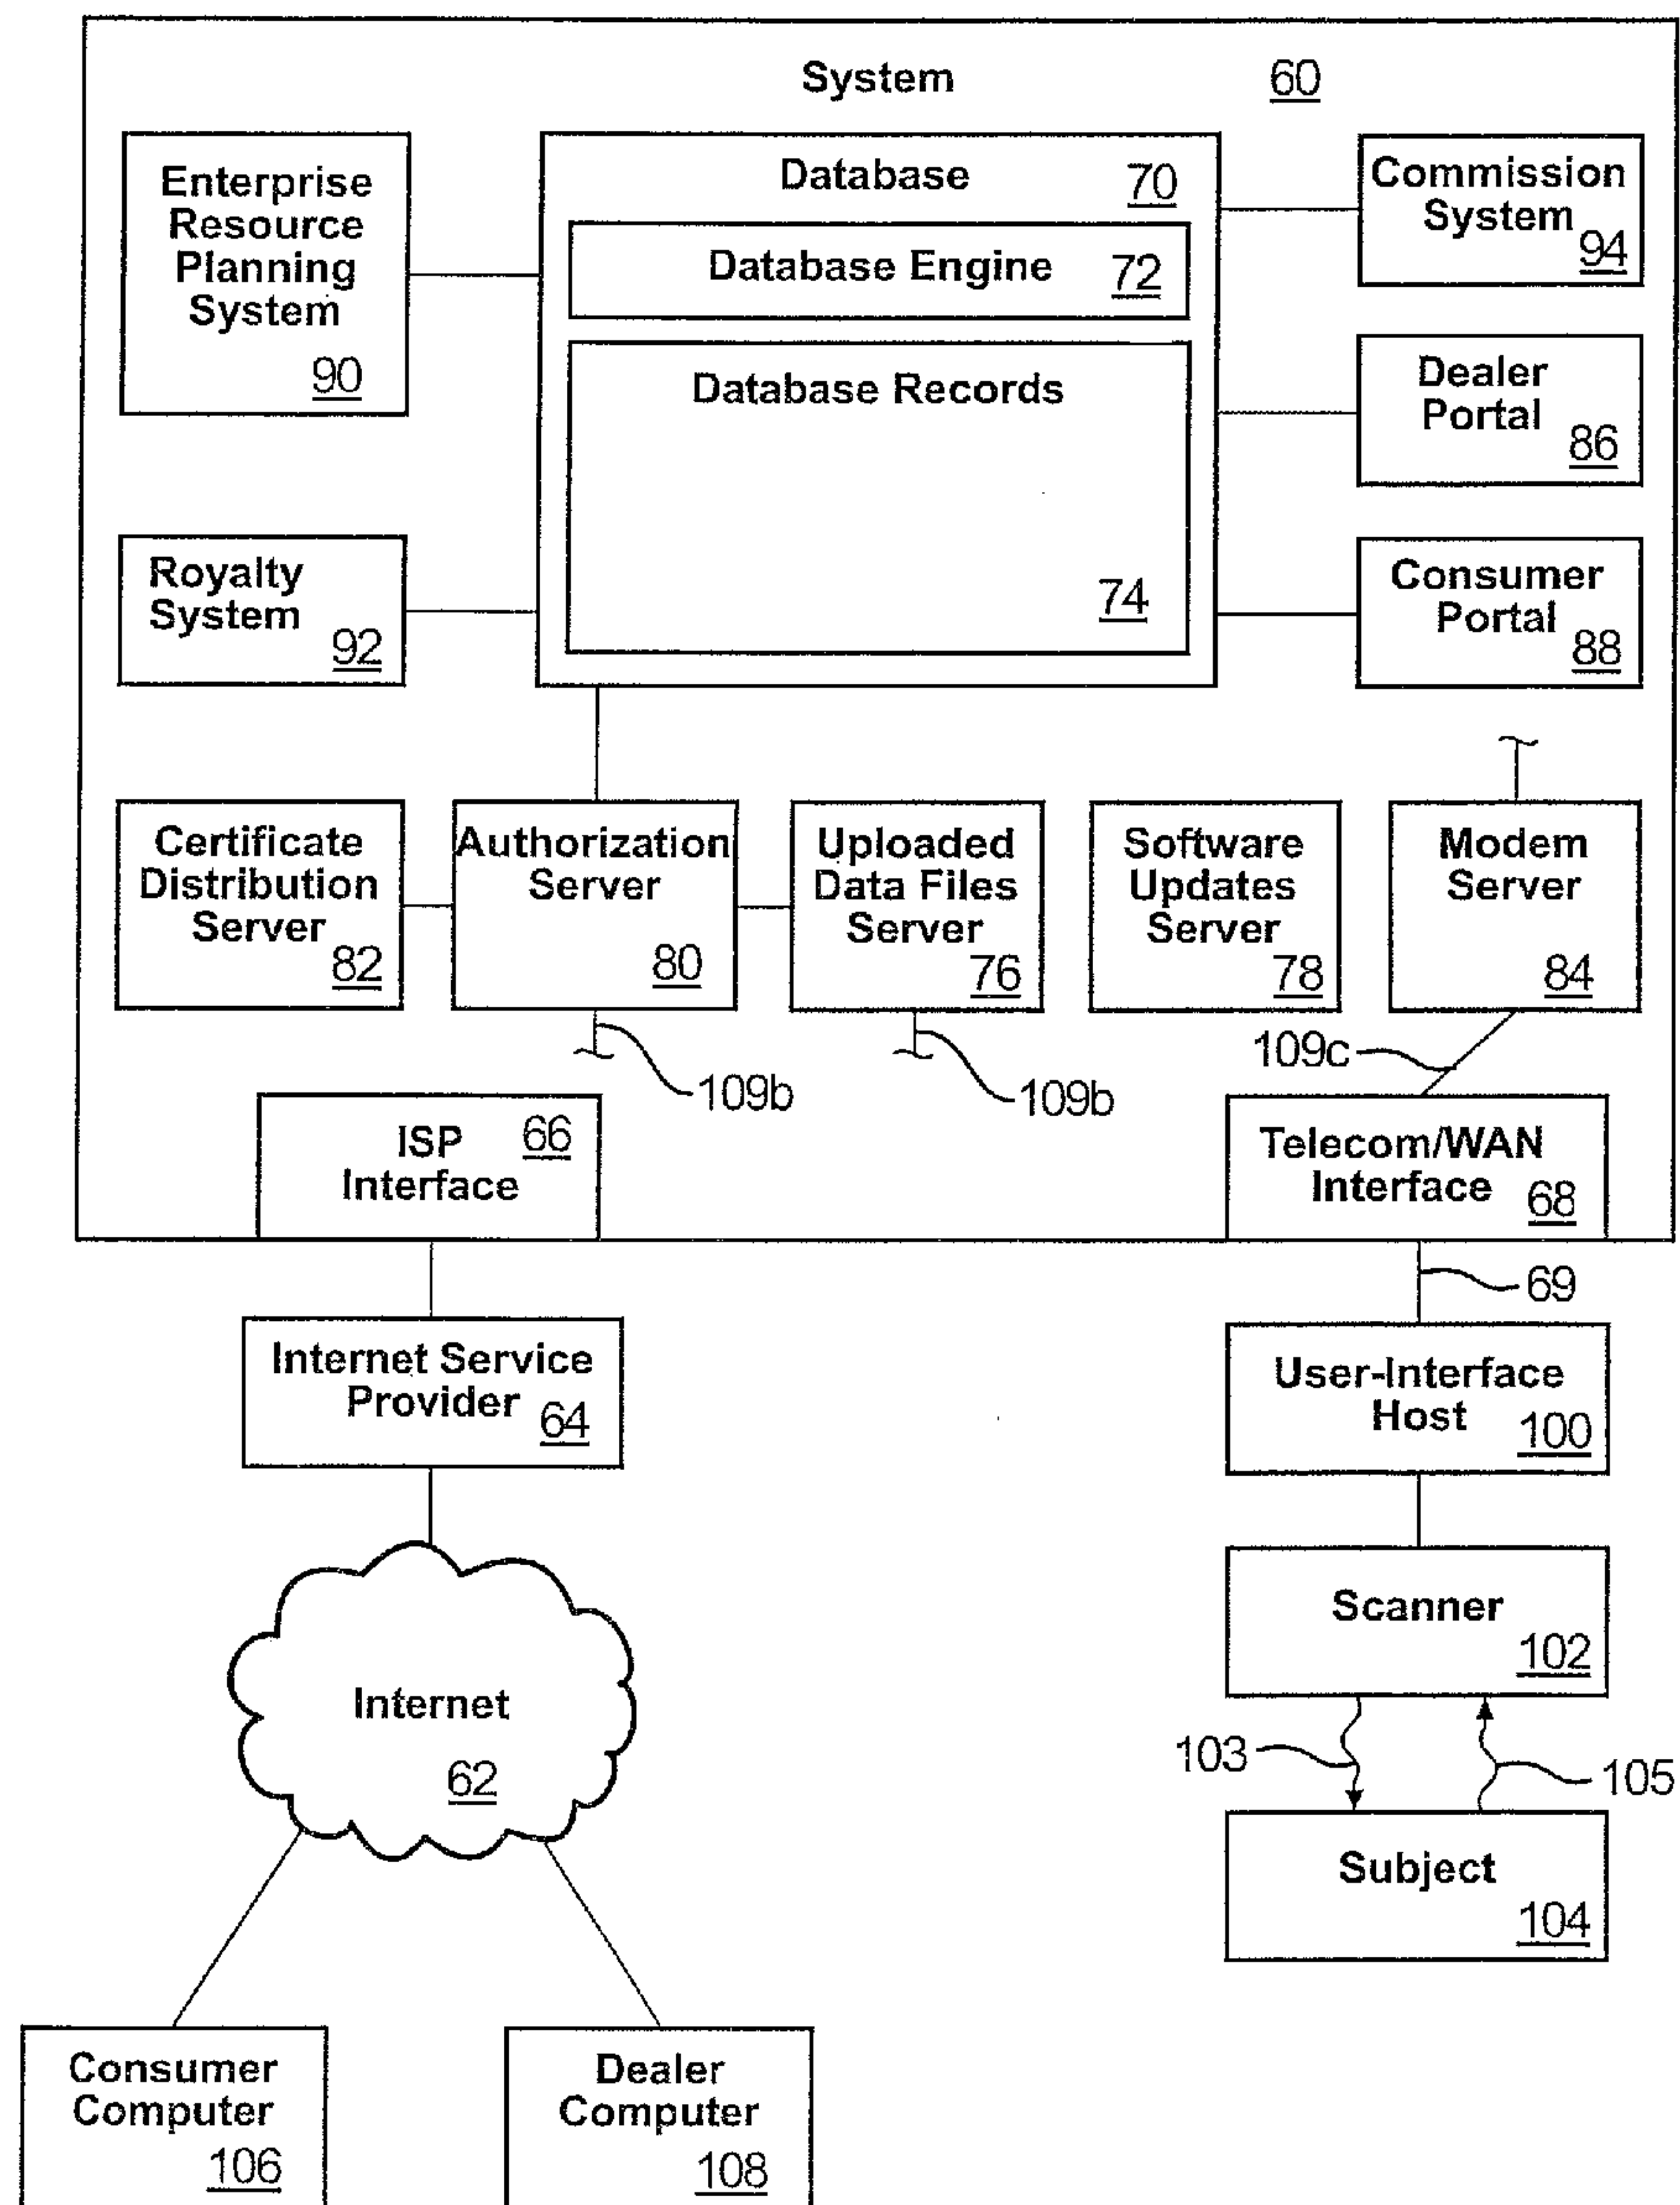 System 60
Enterprise
Resource
Planning
System
90
Database 70
Database Engine 72
Database Records
74
Commission
System
94
Dealer
Portal
86
Royalty
System
92
Consumer
Portal
88
Certificate
Distribution
Server
82
Authorization
Server
80
Uploaded
Data Files
Server
76
Software
Updates
Server
78
Modem
Server
84
109b
109b
109c
ISP 66
Interface
Telecom/WAN
Interface
68
69
Internet Service
Provider
64
User-Interface
Host
100
Internet
62
Scanner
102
103
105
Subject
104
Consumer
Computer
106
Dealer
Computer
108